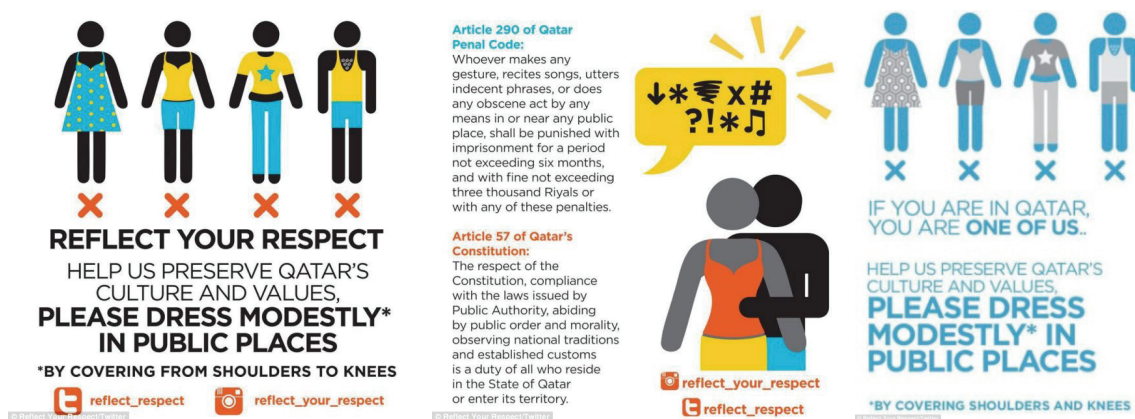 REFLECT YOUR RESPECT
HELP US PRESERVE QATAR'S
CULTURE AND VALUES,
PLEASE DRESS MODESTLY*
IN PUBLIC PLACES
*BY COVERING FROM SHOULDERS TO KNEES
reflect_respect
reflect_your_respect
© Reflect Your Respect/Twitter
Article 290 of Qatar
Penal Code:
Whoever makes any
gesture, recites songs, utters
indecent phrases, or does
any obscene act by any
means in or near any public
place, shall be punished with
imprisonment for a period
not exceeding six months,
and with fine not exceeding
three thousand Riyals or
with any of these penalties.
Article 57 of Qatar's
Constitution:
The respect of the
Constitution, compliance
with the laws issued by
Public Authority, abiding
by public order and morality,
observing national traditions
and established customs
is a duty of all who reside
in the State of Qatar
or enter its territory.
© Reflect Your Respect/Twitter
↓*x#
?!*♫
reflect_your_respect
reflect_respect
IF YOU ARE IN QATAR,
YOU ARE ONE OF US..
HELP US PRESERVE QATAR'S
CULTURE AND VALUES,
PLEASE DRESS
MODESTLY* IN
PUBLIC PLACES
*BY COVERING SHOULDERS AND KNEES
© Reflect Your Respect/Twitter